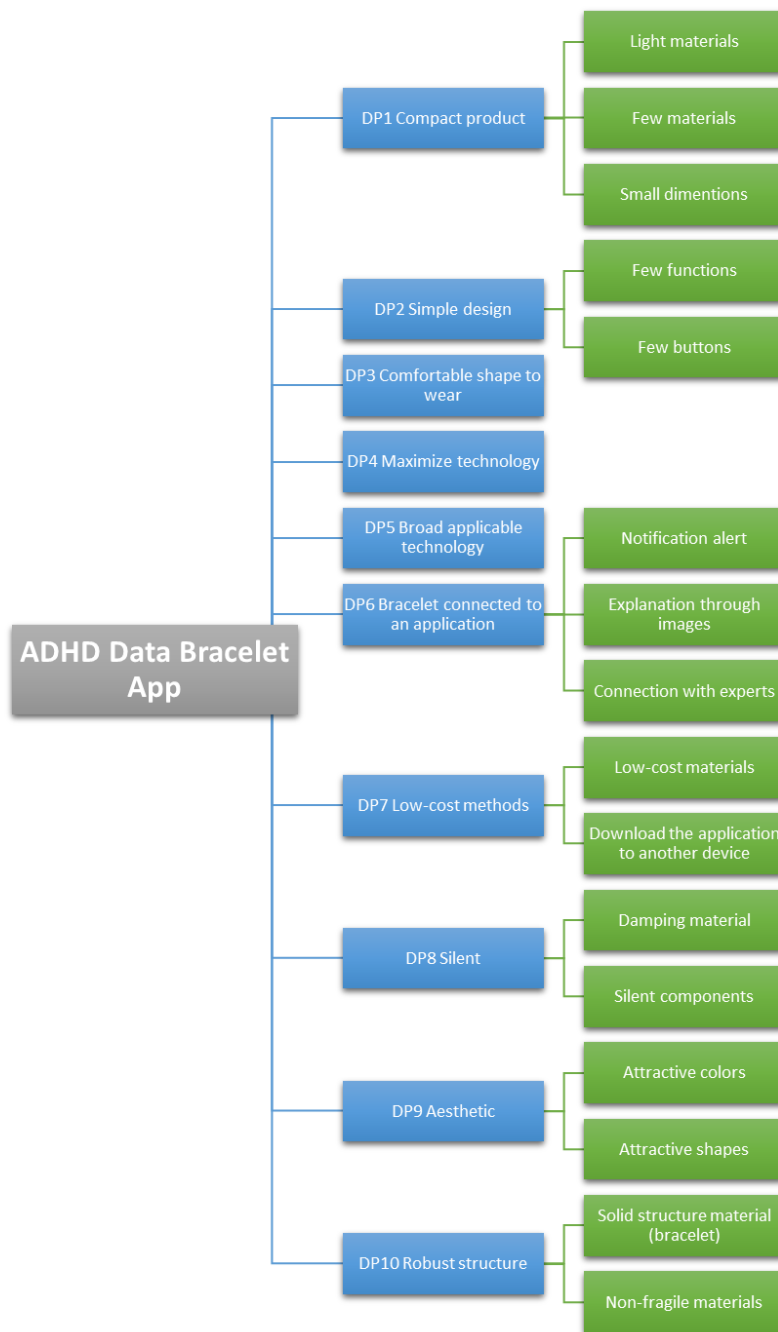 Light materials
DP1 Compact product
Few materials
Small dimentions
Few functions
DP2 Simple design
Few buttons
DP3 Comfortable shape to
wear
DP4 Maximize technology
DP5 Broad applicable
technology
Notification alert
DP6 Bracelet connected to
an application
Explanation through
images
ADHD Data Bracelet
App
Connection with experts
Low-cost materials
DP7 Low-cost methods
Download the application
to another device
Damping material
DP8 Silent
Silent components
Attractive colors
DP9 Aesthetic
Attractive shapes
Solid structure material
(bracelet)
DP10 Robust structure
Non-fragile materials